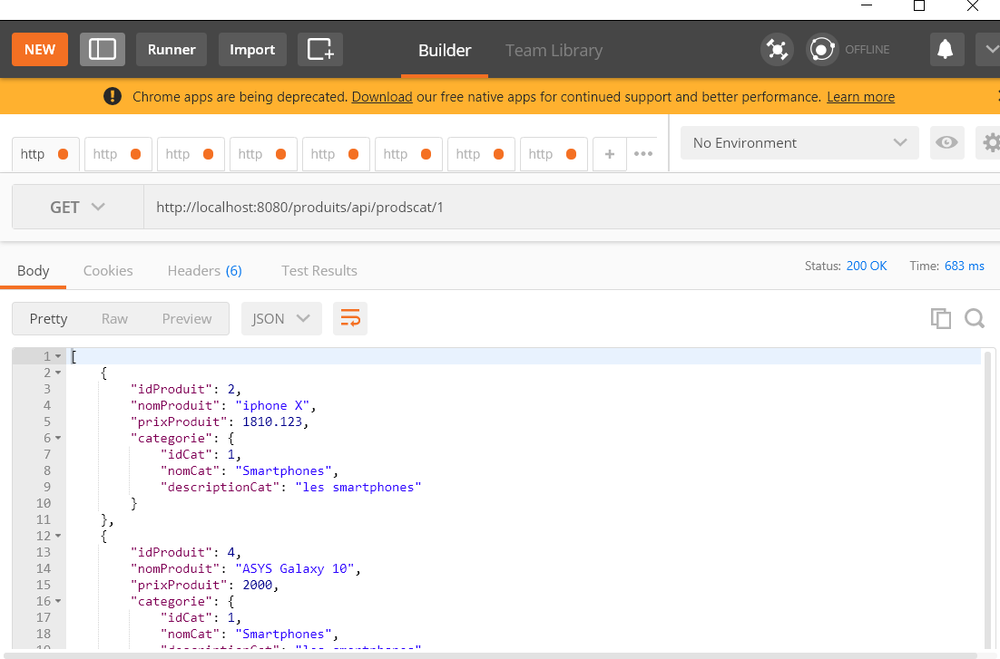 NEW Runner Import Builder Team Library OFFLINE
! Chrome apps are being deprecated. Download our free native apps for continued support and better performance. Learn more
http http http http http http http http + ••• No Environment
GET http://localhost:8080/produits/api/prodscat/1
Body Cookies Headers (6) Test Results Status: 200 OK Time: 683 ms
Pretty Raw Preview JSON
1 [
2 {
3 "idProduit": 2,
4 "nomProduit": "iphone X",
5 "prixProduit": 1810.123,
6 "categorie": {
7 "idCat": 1,
8 "nomCat": "Smartphones",
9 "descriptionCat": "les smartphones"
10 }
11 },
12 {
13 "idProduit": 4,
14 "nomProduit": "ASYS Galaxy 10",
15 "prixProduit": 2000,
16 "categorie": {
17 "idCat": 1,
18 "nomCat": "Smartphones",
19 "descriptionCat": "les smartphones"